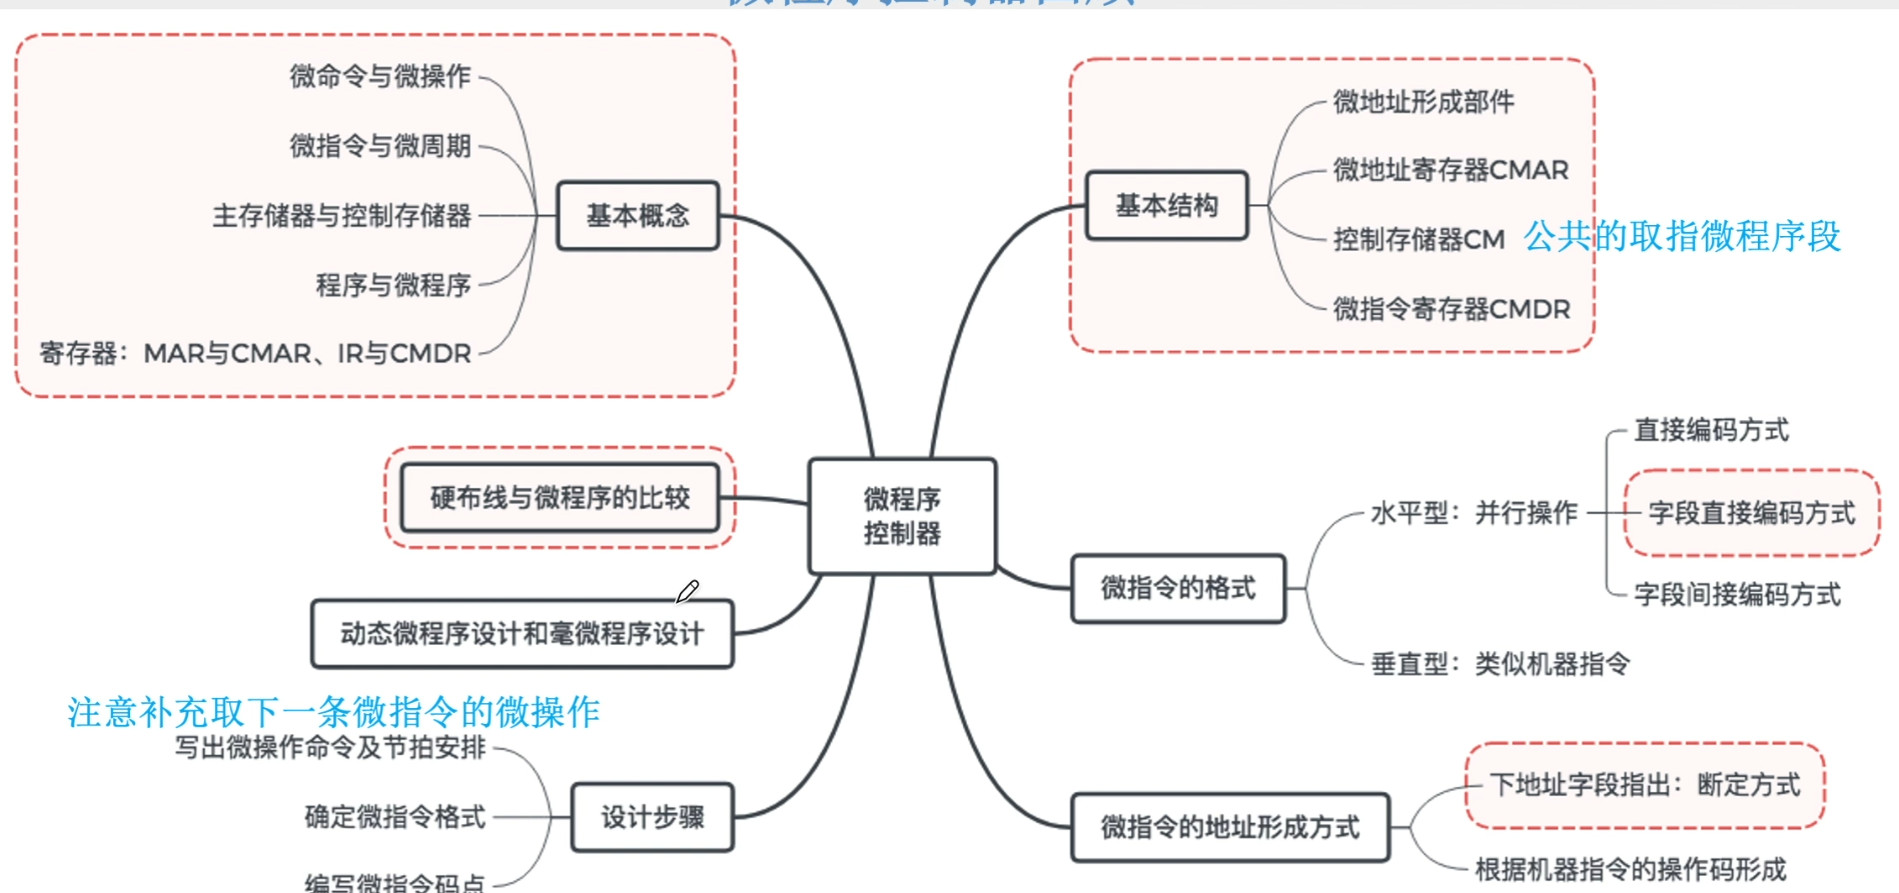 微命令与微操作
微指令与微周期
主存储器与控制存储器
程序与微程序
寄存器：MAR与CMAR、IR与CMDR
基本概念
硬布线与微程序的比较
动态微程序设计和毫微程序设计
注意补充取下一条微指令的微操作
写出微操作命令及节拍安排
确定微指令格式
编写微指令码点
设计步骤
微程序
控制器
基本结构
微地址形成部件
微地址寄存器CMAR
控制存储器CM 公共的取指微程序段
微指令寄存器CMDR
微指令的格式
水平型：并行操作
直接编码方式
字段直接编码方式
字段间接编码方式
垂直型：类似机器指令
微指令的地址形成方式
下地址字段指出：断定方式
根据机器指令的操作码形成